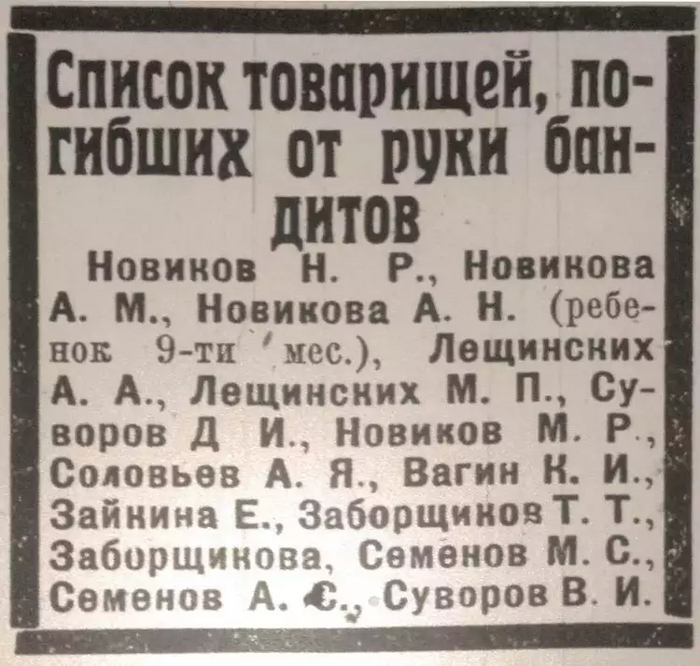 Список товарищей, по-
гибших от руки бан-
дитов
Новиков Н. Р., Новикова
А. М., Новикова А. Н. (ребе-
нок 9-ти мес.), Лещинских
А. А., Лещинских М. П., Су-
воров Д И., Новиков М. Р.,
Соловьев А. Я., Вагин К. И.,
Зайкина Е., Заборщиков Т. Т.,
Заборщикова, Семенов М. С.,
Семенов А. С., Суворов В. И.